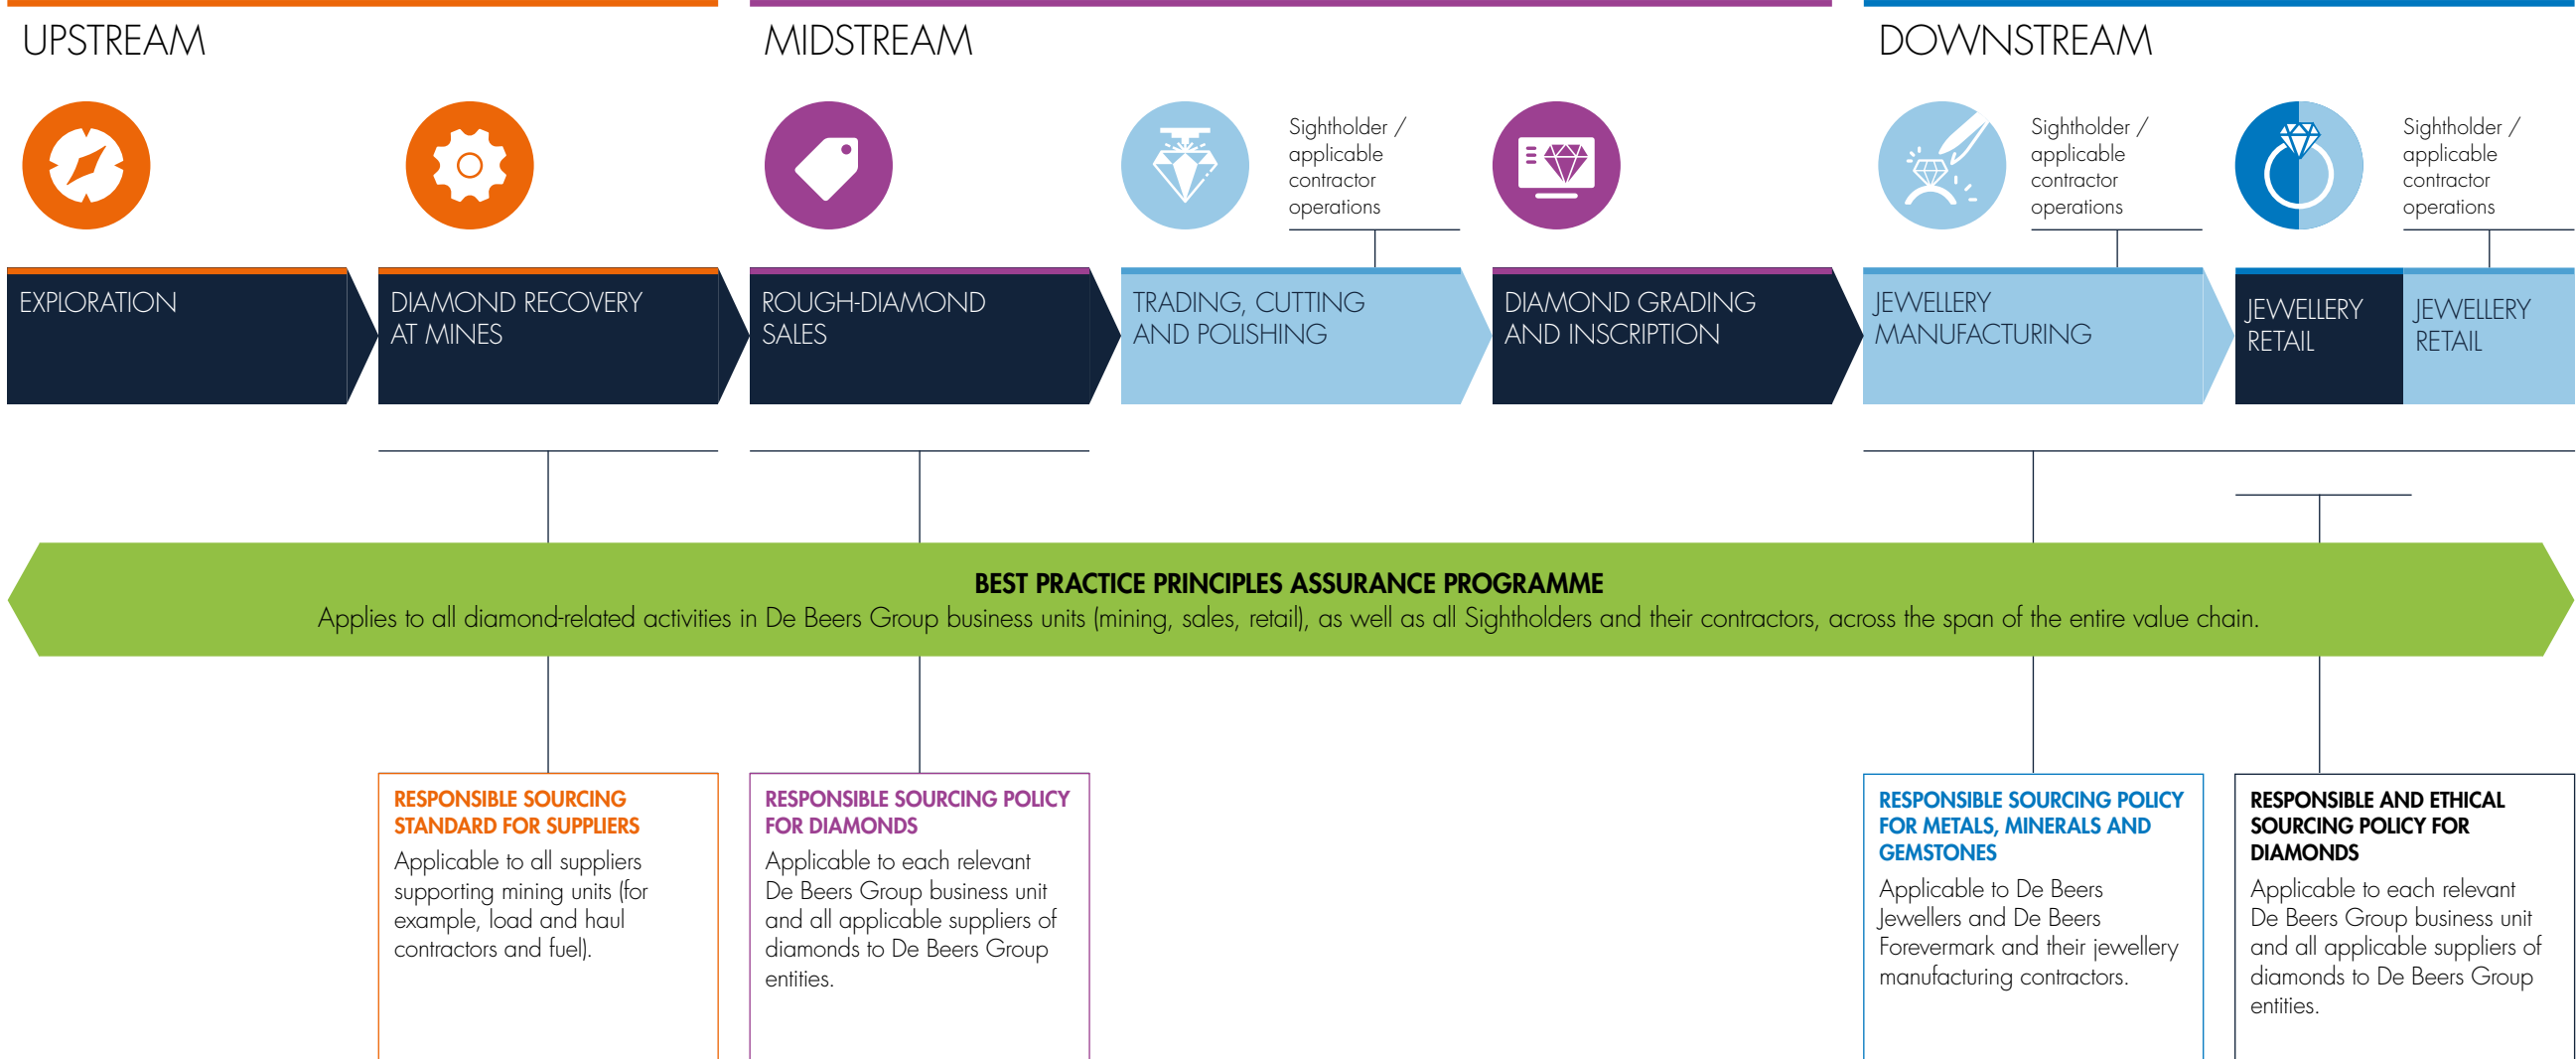 UPSTREAM
MIDSTREAM
DOWNSTREAM
Sightholder /
applicable
contractor
operations
Sightholder /
applicable
contractor
operations
Sightholder /
applicable
contractor
operations
EXPLORATION
DIAMOND RECOVERY
AT MINES
ROUGH-DIAMOND
SALES
TRADING, CUTTING
AND POLISHING
DIAMOND GRADING
AND INSCRIPTION
JEWELLERY
MANUFACTURING
JEWELLERY
RETAIL
JEWELLERY
RETAIL
BEST PRACTICE PRINCIPLES ASSURANCE PROGRAMME
Applies to all diamond-related activities in De Beers Group business units (mining, sales, retail), as well as all Sightholders and their contractors, across the span of the entire value chain.
RESPONSIBLE SOURCING
STANDARD FOR SUPPLIERS
Applicable to all suppliers
supporting mining units (for
example, load and haul
contractors and fuel).
RESPONSIBLE SOURCING POLICY
FOR DIAMONDS
Applicable to each relevant
De Beers Group business unit
and all applicable suppliers of
diamonds to De Beers Group
entities.
RESPONSIBLE SOURCING POLICY
FOR METALS, MINERALS AND
GEMSTONES
Applicable to De Beers
Jewellers and De Beers
Forevermark and their jewellery
manufacturing contractors.
RESPONSIBLE AND ETHICAL
SOURCING POLICY FOR
DIAMONDS
Applicable to each relevant
De Beers Group business unit
and all applicable suppliers of
diamonds to De Beers Group
entities.